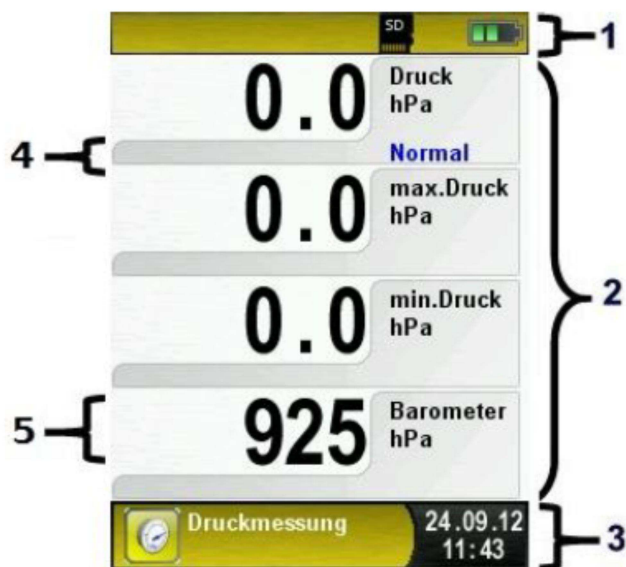 SD
1
0.0 Druck
hPa
4
Normal
0.0 max.Druck
hPa
2
0.0 min.Druck
hPa
5
925 Barometer
hPa
Druckmessung 24.09.12
11:43
3